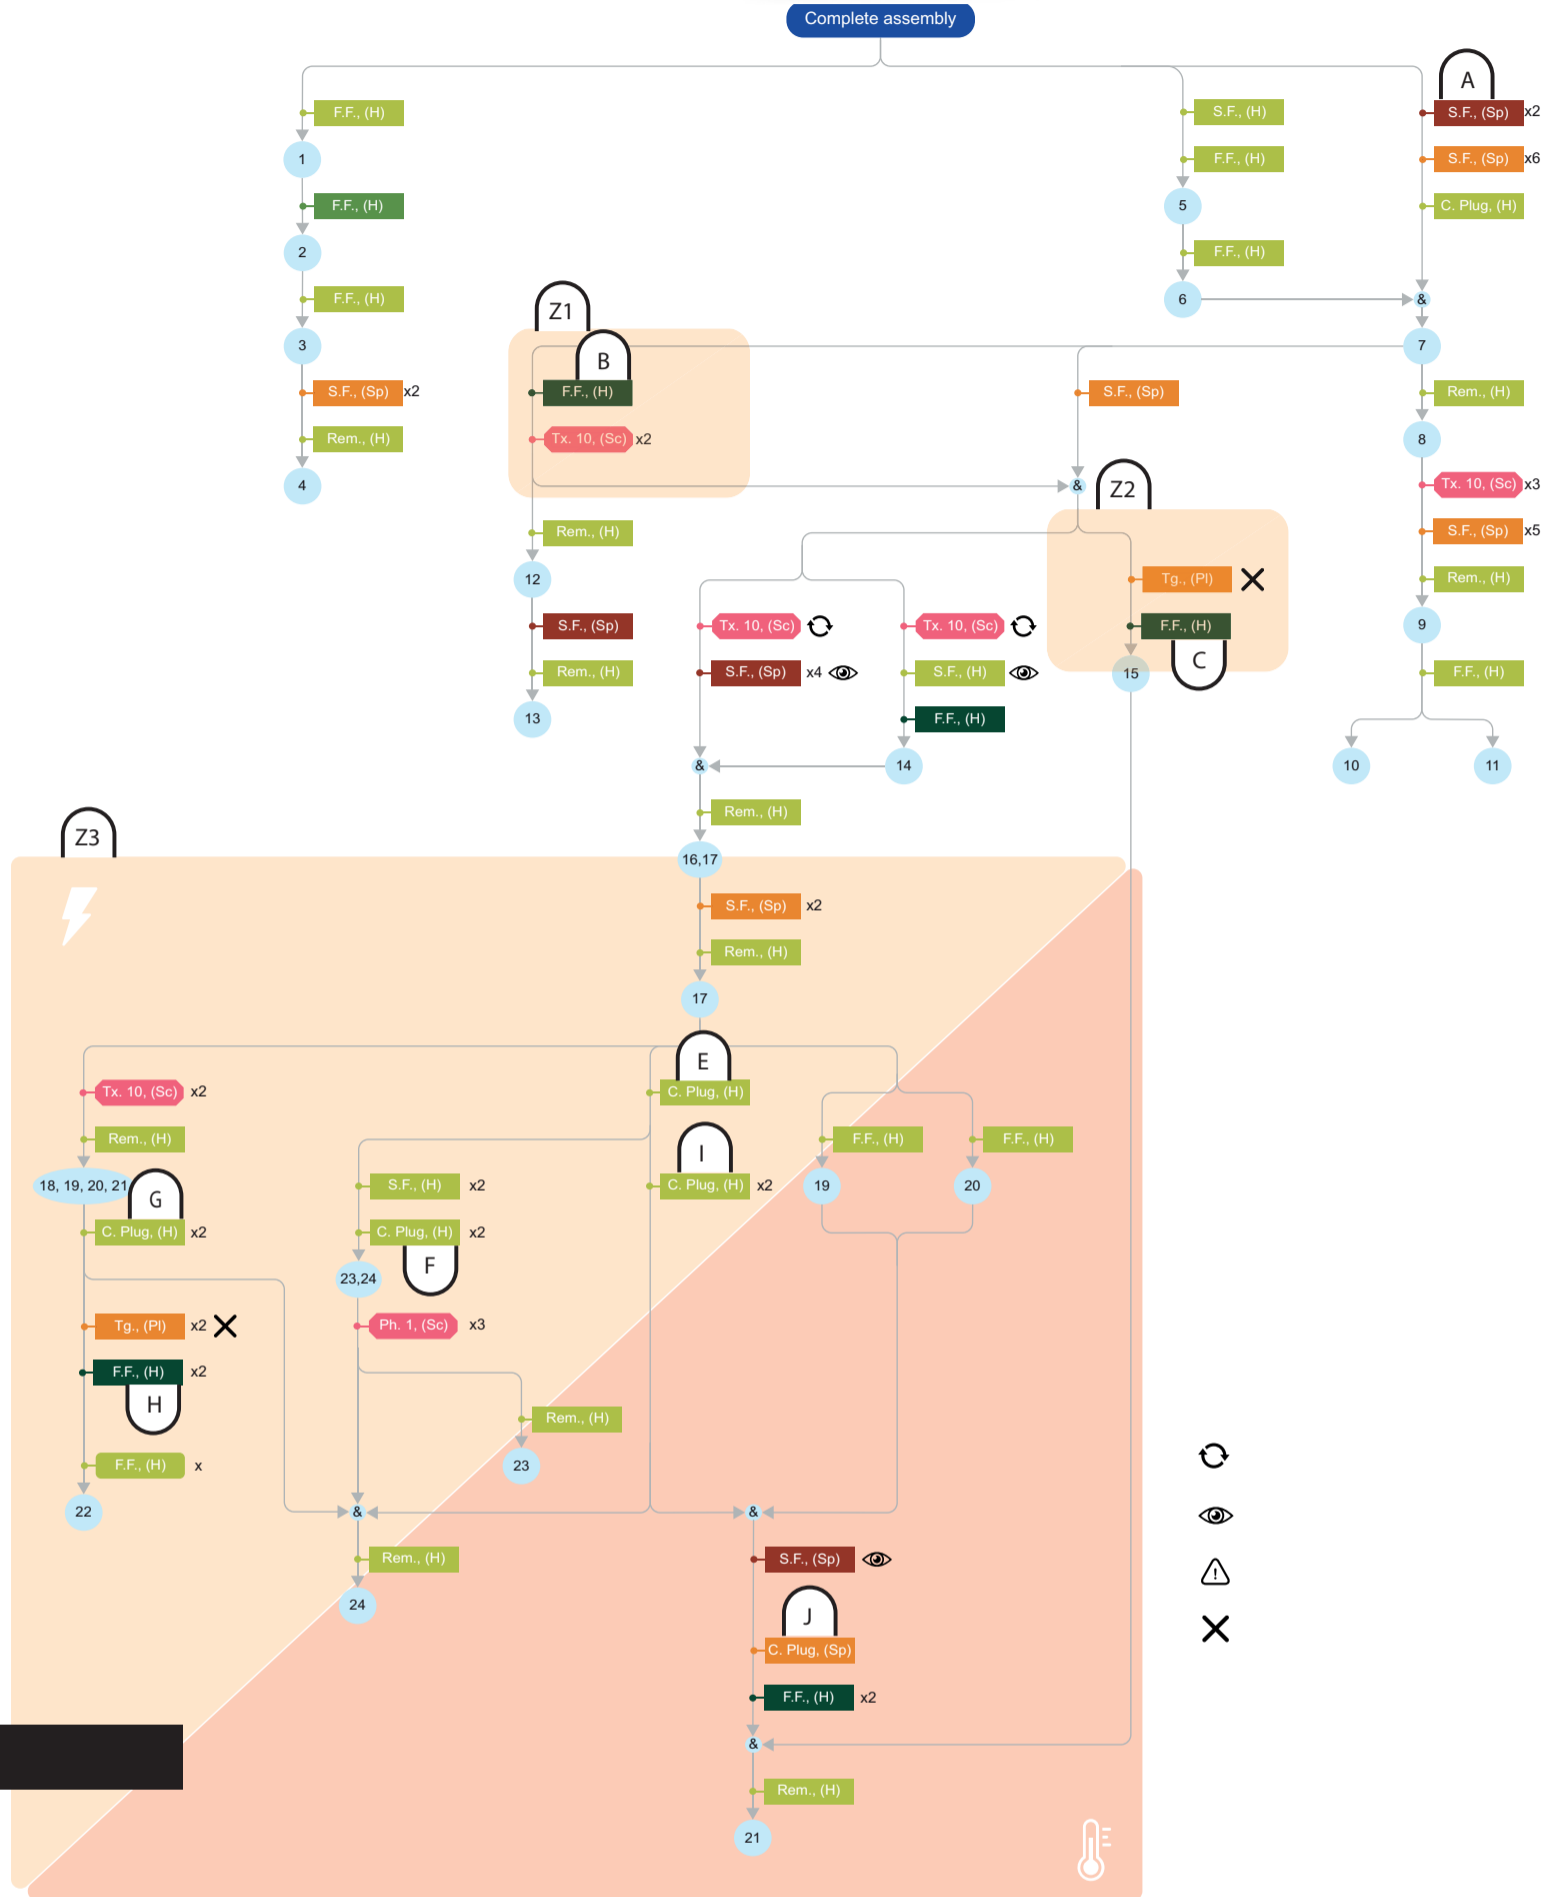 Complete assembly
A
F.F., (H)
S.F., (H)
S.F., (Sp) x2
1
F.F., (H)
S.F., (Sp) x6
F.F., (H)
5
C. Plug, (H)
2
F.F., (H)
F.F., (H)
6
&
Z1
3
B
7
S.F., (Sp) x2
F.F., (H)
S.F., (Sp)
Rem., (H)
Rem., (H)
Tx. 10, (Sc) x2
8
4
&
Z2
Tx. 10, (Sc) x3
Rem., (H)
S.F., (Sp) x5
12
Tg., (Pl)
Rem., (H)
S.F., (Sp)
Tx. 10, (Sc)
Tx. 10, (Sc)
F.F., (H)
9
Rem., (H)
S.F., (Sp) x4
S.F., (H)
15
C
F.F., (H)
13
F.F., (H)
&
14
10
11
Rem., (H)
Z3
16,17
S.F., (Sp) x2
Rem., (H)
17
E
Tx. 10, (Sc) x2
C. Plug, (H)
Rem., (H)
I
F.F., (H)
F.F., (H)
18, 19, 20, 21
G
S.F., (H) x2
C. Plug, (H) x2
19
20
C. Plug, (H) x2
C. Plug, (H) x2
F
23,24
Tg., (Pl) x2
Ph. 1, (Sc) x3
F.F., (H) x2
H
Rem., (H)
F.F., (H) x
23
22
&
&
Rem., (H)
S.F., (Sp)
24
J
C. Plug, (Sp)
F.F., (H) x2
&
Rem., (H)
21